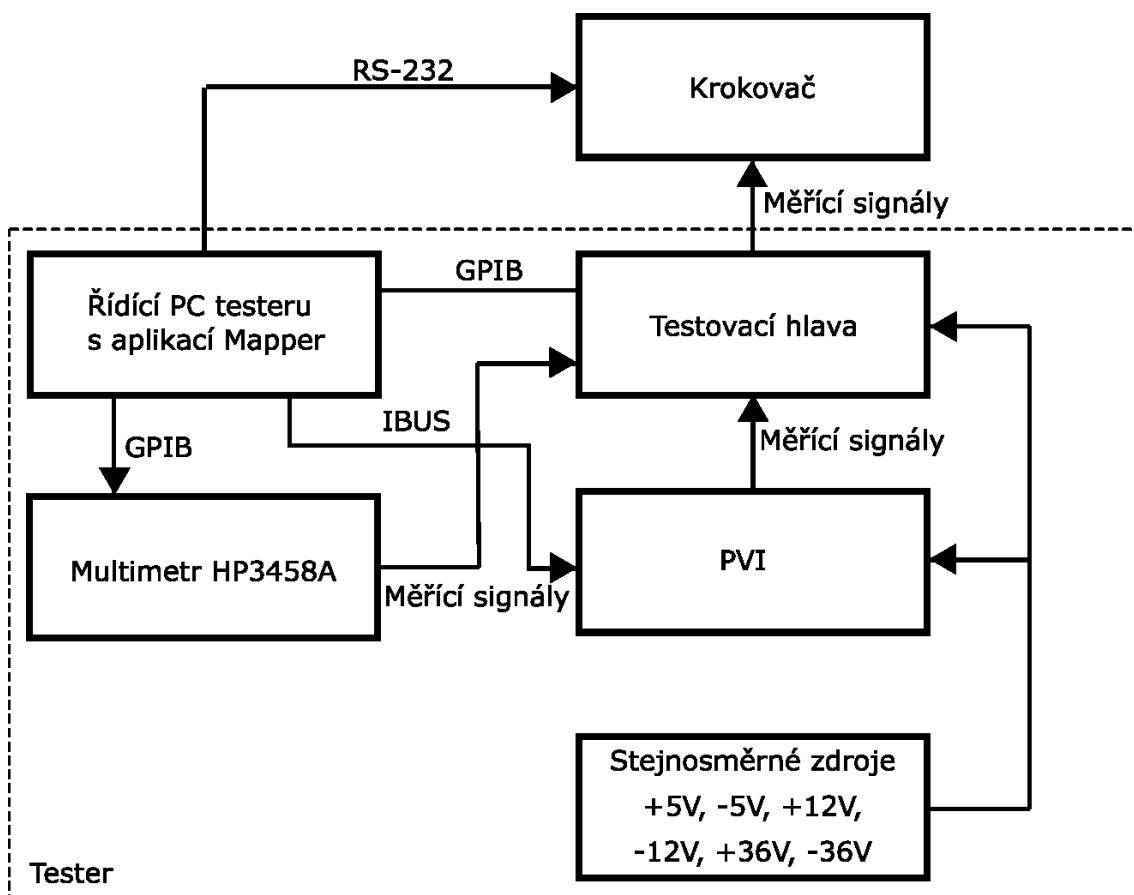 RS-232
Krokovač
Měřící signály
Řídící PC testeru
s aplikací Mapper
GPIB
Testovací hlava
IBUS
GPIB
Měřící signály
Multimetr HP3458A
PVI
Měřící signály
Stejnosměrné zdroje
+5V, -5V, +12V,
-12V, +36V, -36V
Tester